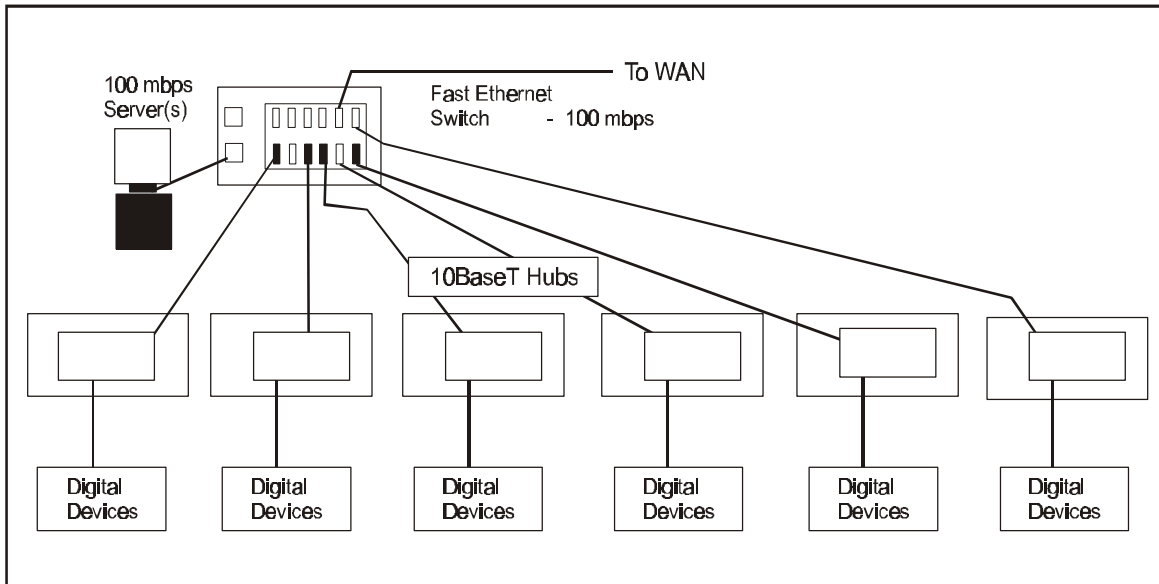 To WAN
100 mbps
Server(s)
Fast Ethernet
Switch - 100 mbps
10BaseT Hubs
Digital
Devices
Digital
Devices
Digital
Devices
Digital
Devices
Digital
Devices
Digital
Devices